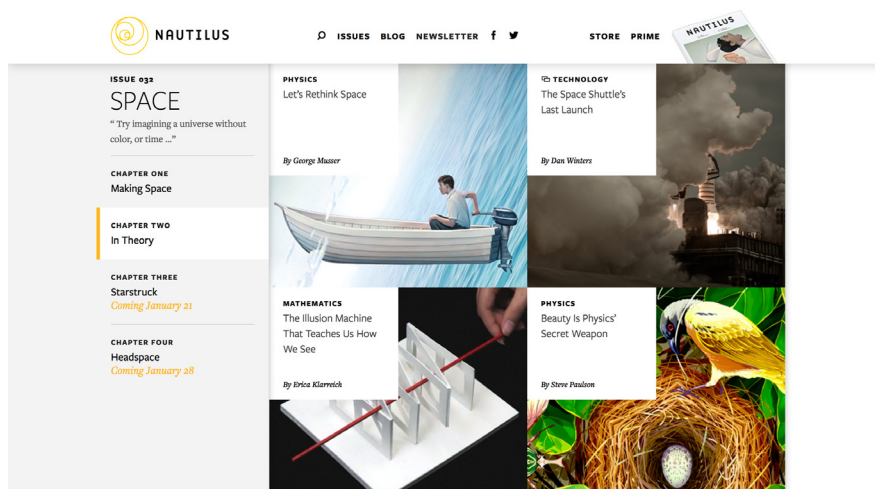 NAUTILUS
ISSUES BLOG NEWSLETTER
STORE PRIME
NAUTILUS
ISSUE 032
SPACE
“ Try imagining a universe without
color, or time ...”
CHAPTER ONE
Making Space
CHAPTER TWO
In Theory
CHAPTER THREE
Starstruck
Coming January 21
CHAPTER FOUR
Headspace
Coming January 28
PHYSICS
Let’s Rethink Space
By George Musser
TECHNOLOGY
The Space Shuttle’s
Last Launch
By Dan Winters
MATHEMATICS
The Illusion Machine
That Teaches Us How
We See
By Erica Klarreich
PHYSICS
Beauty Is Physics’
Secret Weapon
By Steve Paulson